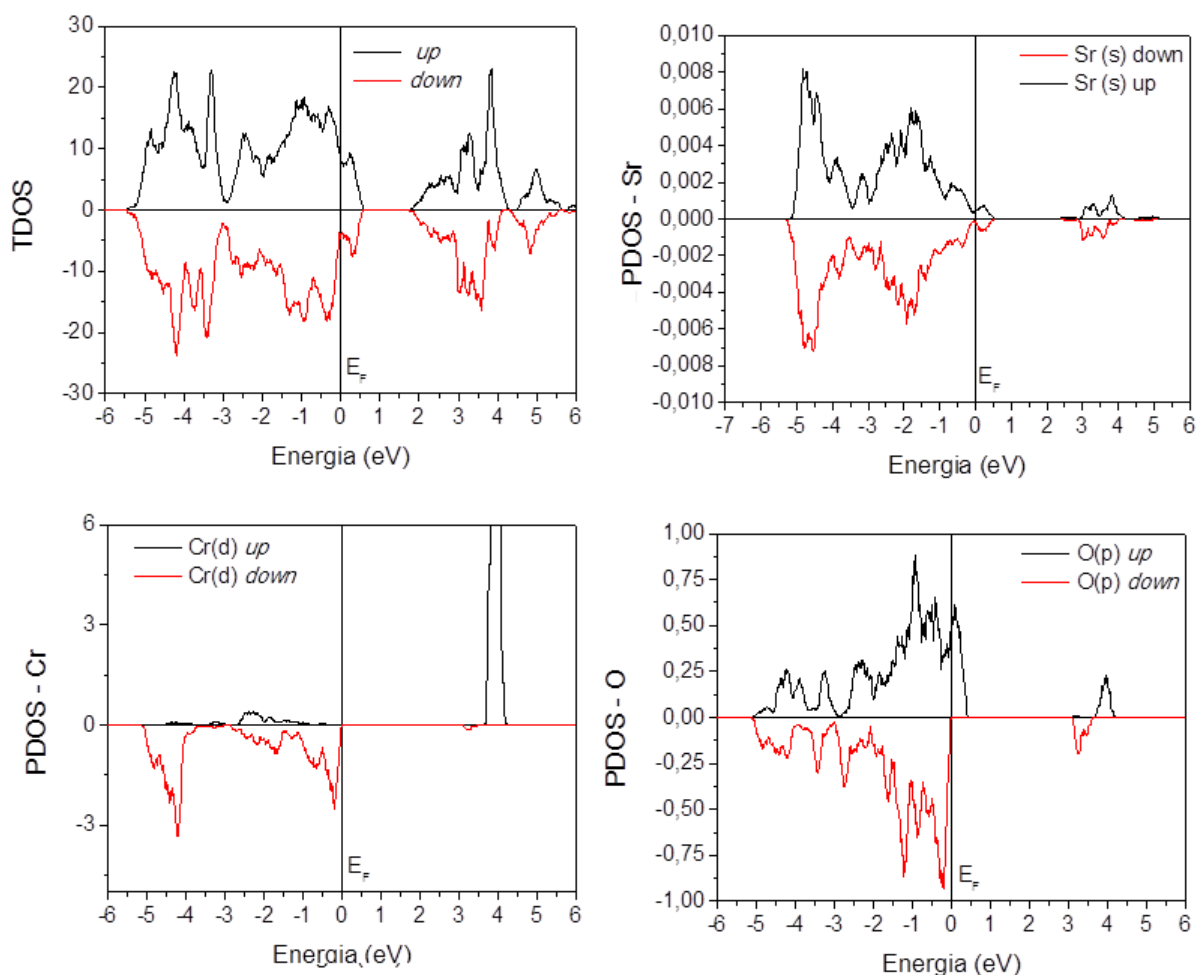 TDOS
30
20
10
0
-10
-20
-30
up
down
E_F
-6 -5 -4 -3 -2 -1 0 1 2 3 4 5 6
Energia (eV)
PDOS - Sr
0,010
0,008
0,006
0,004
0,002
0,000
-0,002
-0,004
-0,006
-0,008
-0,010
Sr (s) down
Sr (s) up
E_F
-7 -6 -5 -4 -3 -2 -1 0 1 2 3 4 5 6
Energia (eV)
PDOS - Cr
6
3
0
-3
Cr(d) up
Cr(d) down
E_F
-6 -5 -4 -3 -2 -1 0 1 2 3 4 5 6
Energia (eV)
PDOS - O
1,00
0,75
0,50
0,25
0,00
-0,25
-0,50
-0,75
-1,00
O(p) up
O(p) down
E_F
-6 -5 -4 -3 -2 -1 0 1 2 3 4 5 6
Energia (eV)